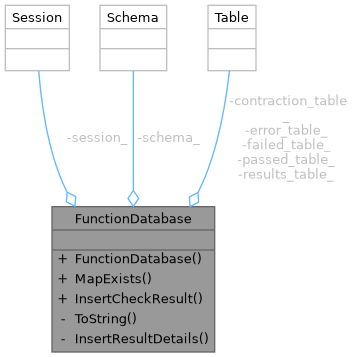 Session
Schema
Table
-session_
-schema_
-contraction_table
_
-error_table_
-failed_table_
-passed_table_
-results_table_
FunctionDatabase
+ FunctionDatabase()
+ MapExists()
+ InsertCheckResult()
- ToString()
- InsertResultDetails()